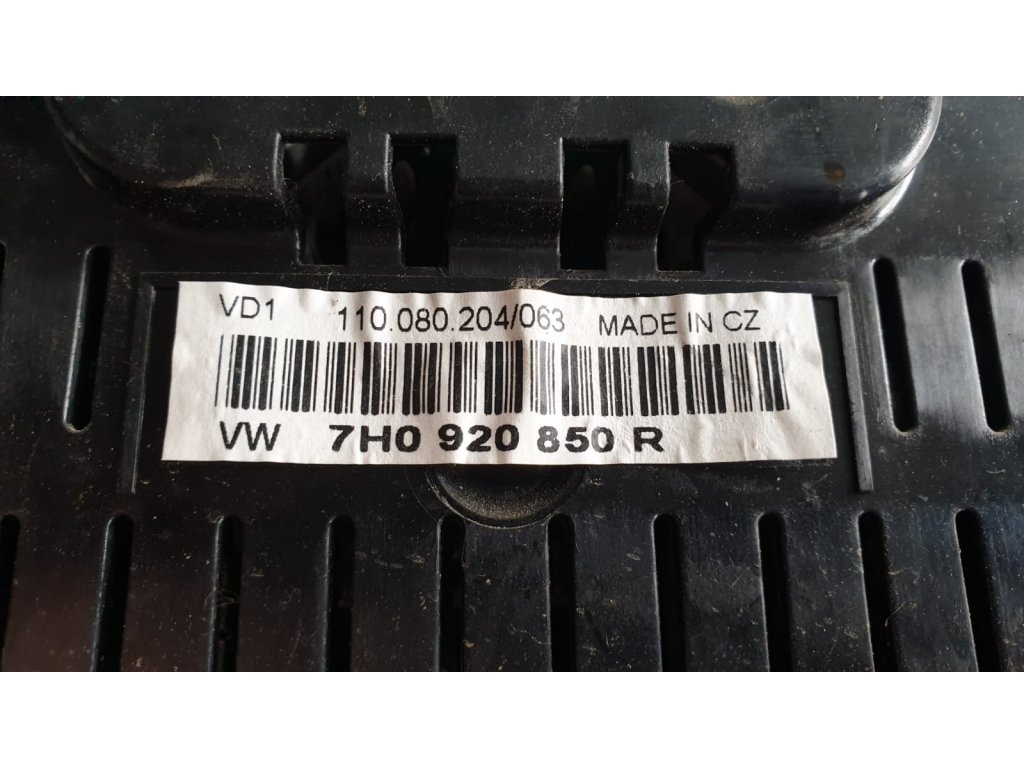 VD1 110.080.204/063 MADE IN CZ
VW 7H0 920 850 R